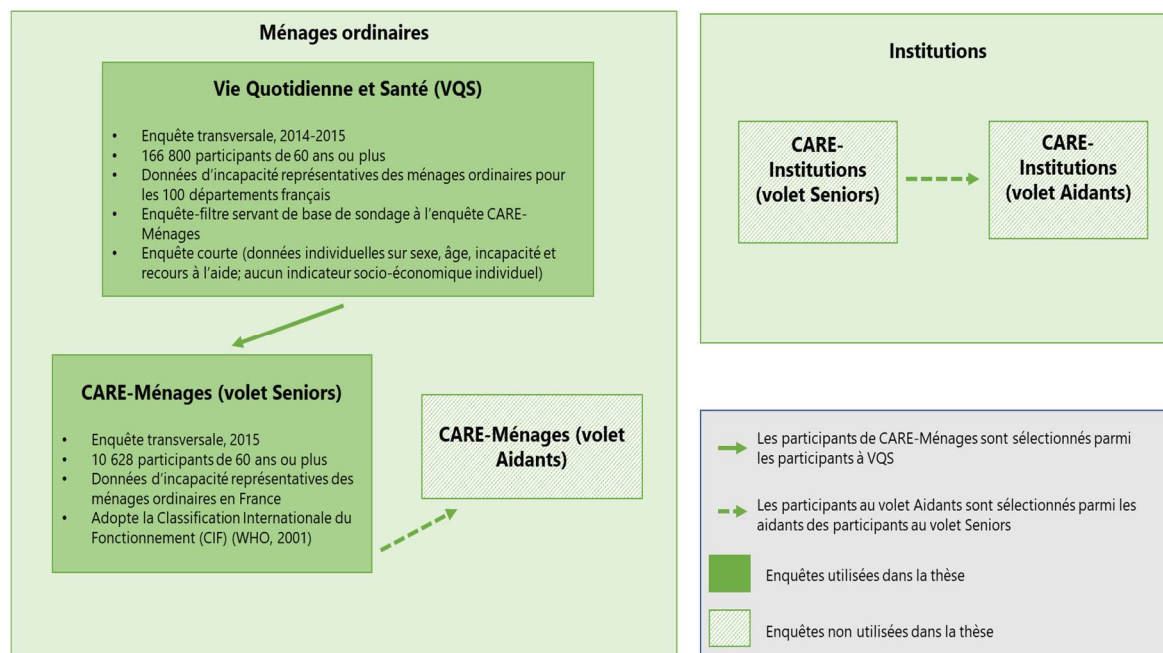 Ménages ordinaires
Vie Quotidienne et Santé (VQS)
• Enquête transversale, 2014-2015
• 166 800 participants de 60 ans ou plus
• Données d'incapacité représentatives des ménages ordinaires pour
les 100 départements français
• Enquête-filtre servant de base de sondage à l'enquête CARE-
Ménages
• Enquête courte (données individuelles sur sexe, âge, incapacité et
recours à l'aide; aucun indicateur socio-économique individuel)
CARE-Ménages (volet Seniors)
• Enquête transversale, 2015
• 10 628 participants de 60 ans ou plus
• Données d'incapacité représentatives des
ménages ordinaires en France
• Adopte la Classification Internationale du
Fonctionnement (CIF) (WHO, 2001)
CARE-Ménages (volet
Aidants)
Institutions
CARE-
Institutions
(volet Seniors)
CARE-
Institutions
(volet Aidants)
Les participants de CARE-Ménages sont sélectionnés parmi
les participants à VQS
Les participants au volet Aidants sont sélectionnés parmi les
aidants des participants au volet Seniors
Enquêtes utilisées dans la thèse
Enquêtes non utilisées dans la thèse